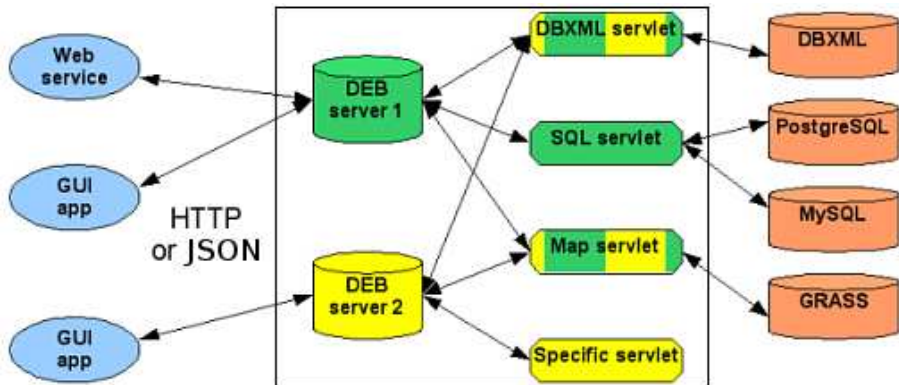 Web
service
GUI
app
HTTP
or JSON
GUI
app
DEB
server 1
DEB
server 2
DBXML servlet
SQL servlet
Map servlet
Specific servlet
DBXML
PostgreSQL
MySQL
GRASS